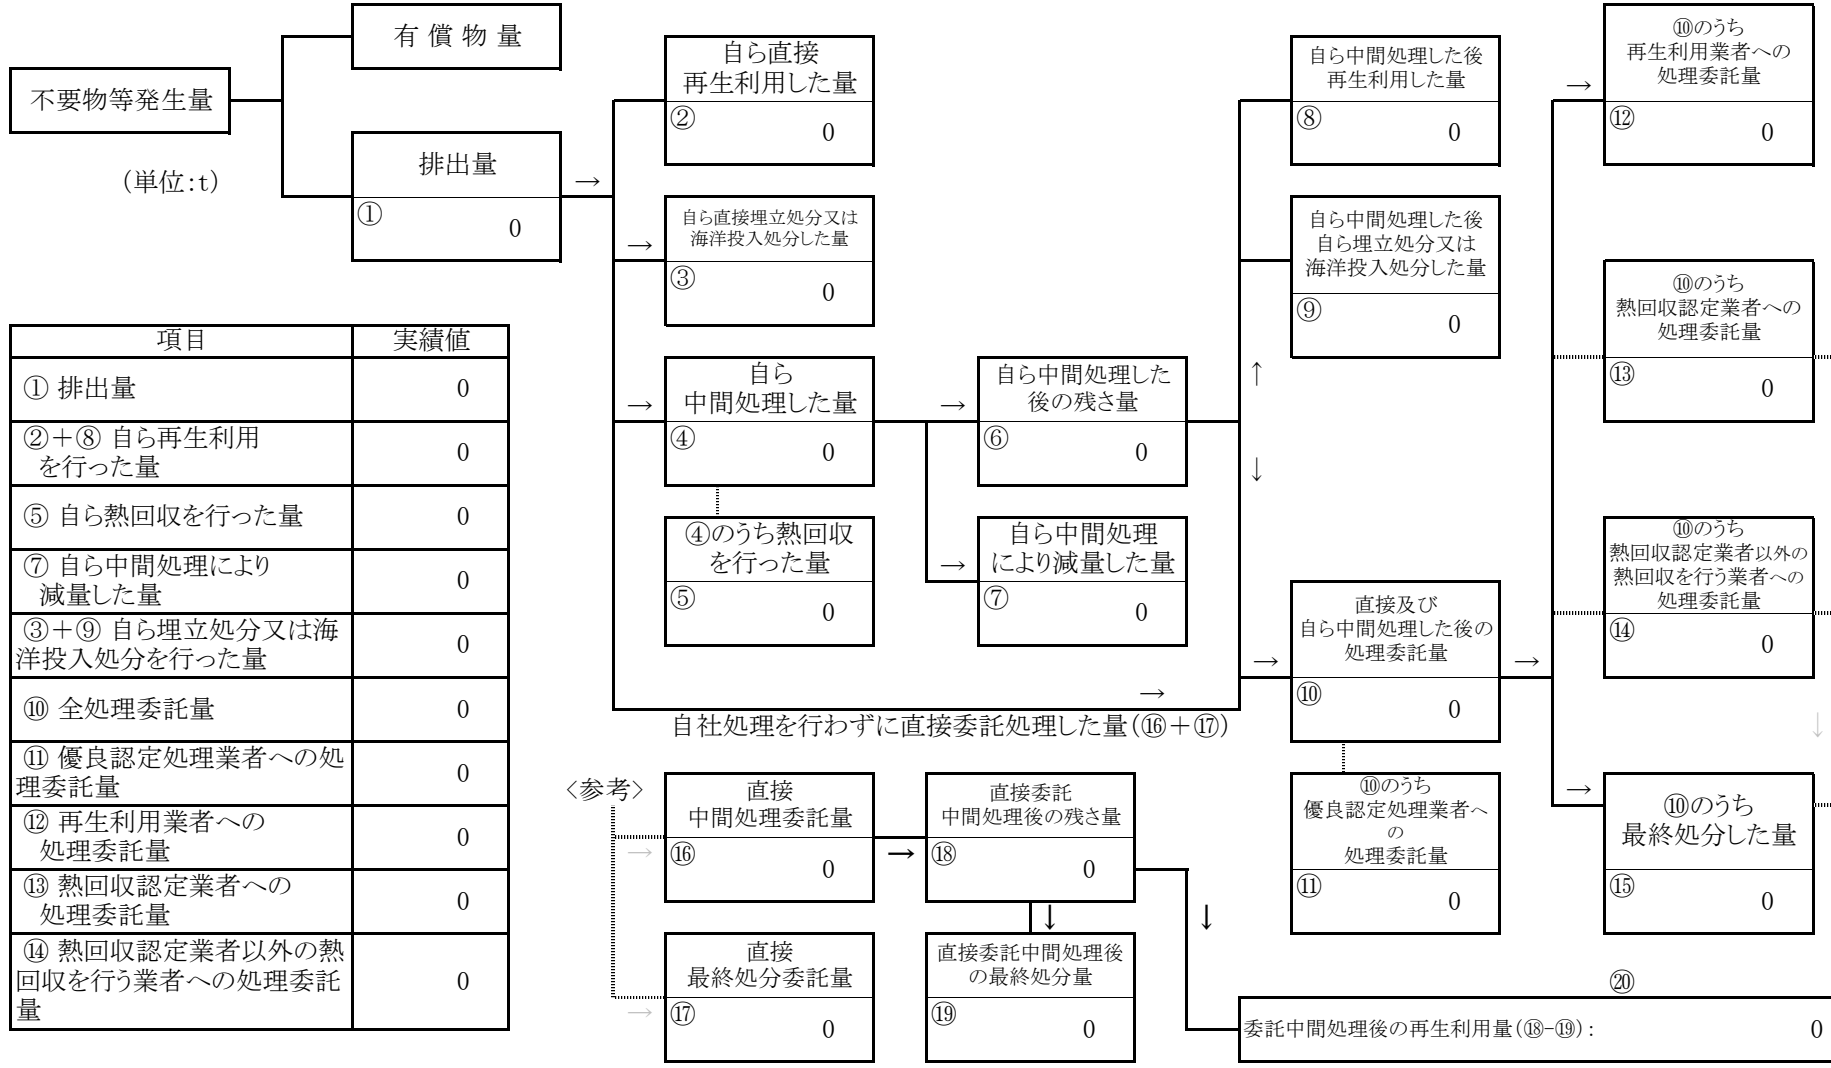 不要物等発生量
有 償 物 量
排出量
①
0
(単位:t)
→
自ら直接
再生利用した量
②
0
→
自ら直接埋立処分又は
海洋投入処分した量
③
0
→
自ら
中間処理した量
④
0
④のうち熱回収
を行った量
⑤
0
→
自ら中間処理した
後の残さ量
⑥
0
→
自ら中間処理
により減量した量
⑦
0
↑
↓
自ら中間処理した後
再生利用した量
⑧
0
自ら中間処理した後
自ら埋立処分又は
海洋投入処分した量
⑨
0
→
自社処理を行わずに直接委託処理した量(⑯+⑰)
→
直接及び
自ら中間処理した後の
処理委託量
⑩
0
⑩のうち
優良認定処理業者へ
の
処理委託量
⑪
0
→
→
⑩のうち
再生利用業者への
処理委託量
⑫
0
⑩のうち
熱回収認定業者への
処理委託量
⑬
0
⑩のうち
熱回収認定業者以外の
熱回収を行う業者への
処理委託量
⑭
0
↓
→
⑩のうち
最終処分した量
⑮
0
項目 実績値
① 排出量 0
②+⑧ 自ら再生利用
を行った量 0
⑤ 自ら熱回収を行った量 0
⑦ 自ら中間処理により
減量した量 0
③+⑨ 自ら埋立処分又は海
洋投入処分を行った量 0
⑩ 全処理委託量 0
⑪ 優良認定処理業者への処
理委託量 0
⑫ 再生利用業者への
処理委託量 0
⑬ 熱回収認定業者への
処理委託量 0
⑭ 熱回収認定業者以外の熱
回収を行う業者への処理委託
量 0
<参考>
→
直接
中間処理委託量
⑯
0
→
直接委託
中間処理後の残さ量
⑱
0
↓
↓
→
直接
最終処分委託量
⑰
0
直接委託中間処理後
の最終処分量
⑲
0
⑳
委託中間処理後の再生利用量(⑱-⑲): 0